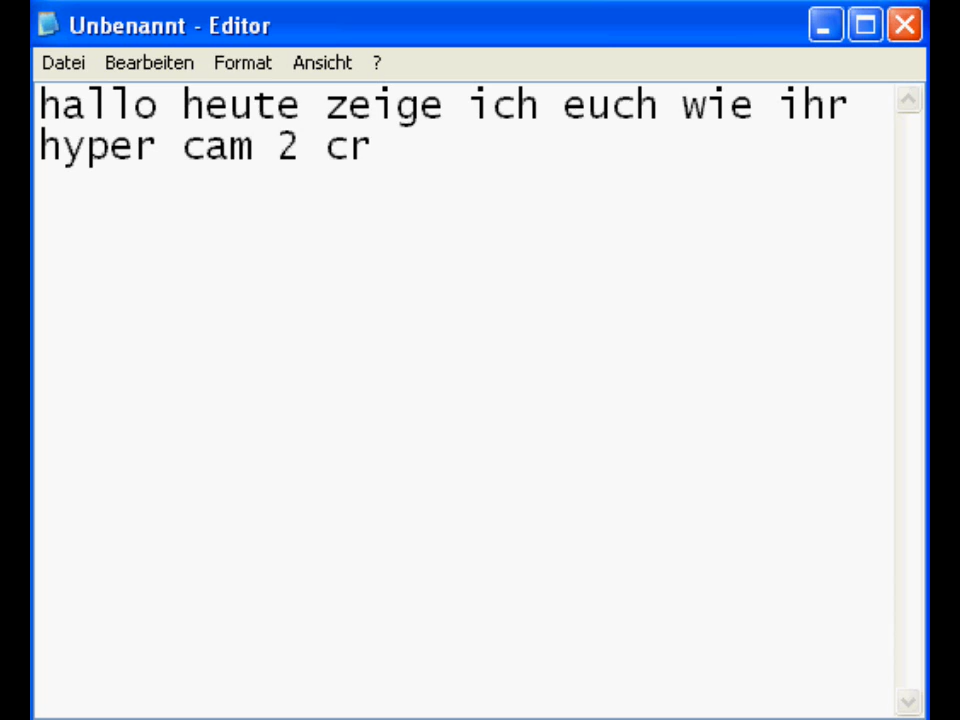 Unbenannt - Editor
Datei Bearbeiten Format Ansicht ?
hallo heute zeige ich euch wie ihr
hyper cam 2 cr